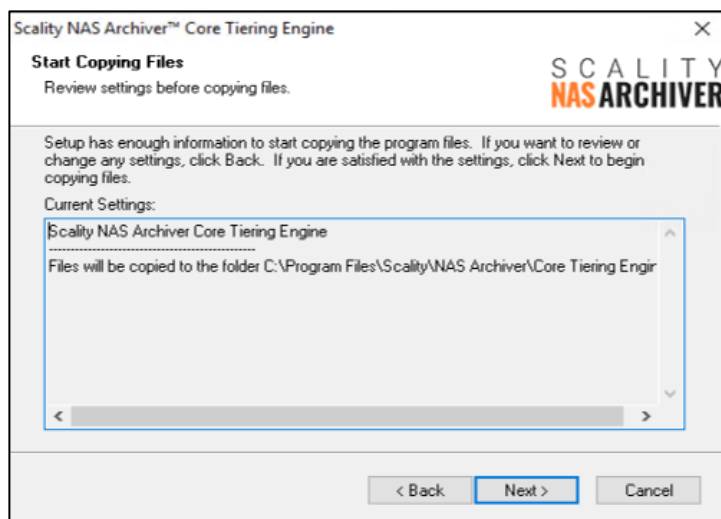 Scality NAS Archiver™ Core Tiering Engine
Start Copying Files
Review settings before copying files.
SCALITY
NAS ARCHIVER
Setup has enough information to start copying the program files. If you want to review or
change any settings, click Back. If you are satisfied with the settings, click Next to begin
copying files.
Current Settings:
Scality NAS Archiver Core Tiering Engine
------------------------------------------------
Files will be copied to the folder C:\Program Files\Scality\NAS Archiver\Core Tiering Engin
< Back
Next >
Cancel